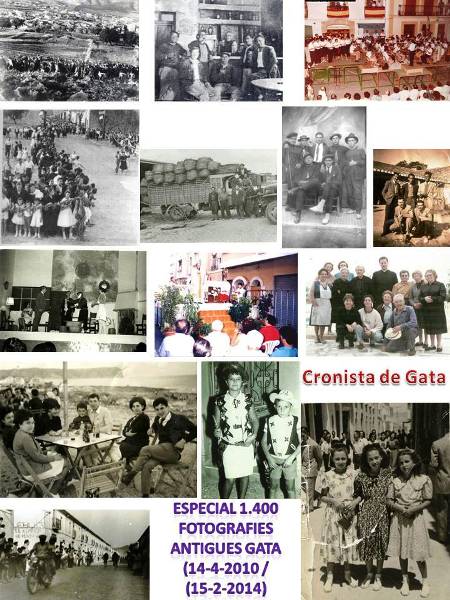 Cronista de Gata
ESPECIAL 1.400
FOTOGRAFIES
ANTIGUES GATA
(14-4-2010 /
(15-2-2014)